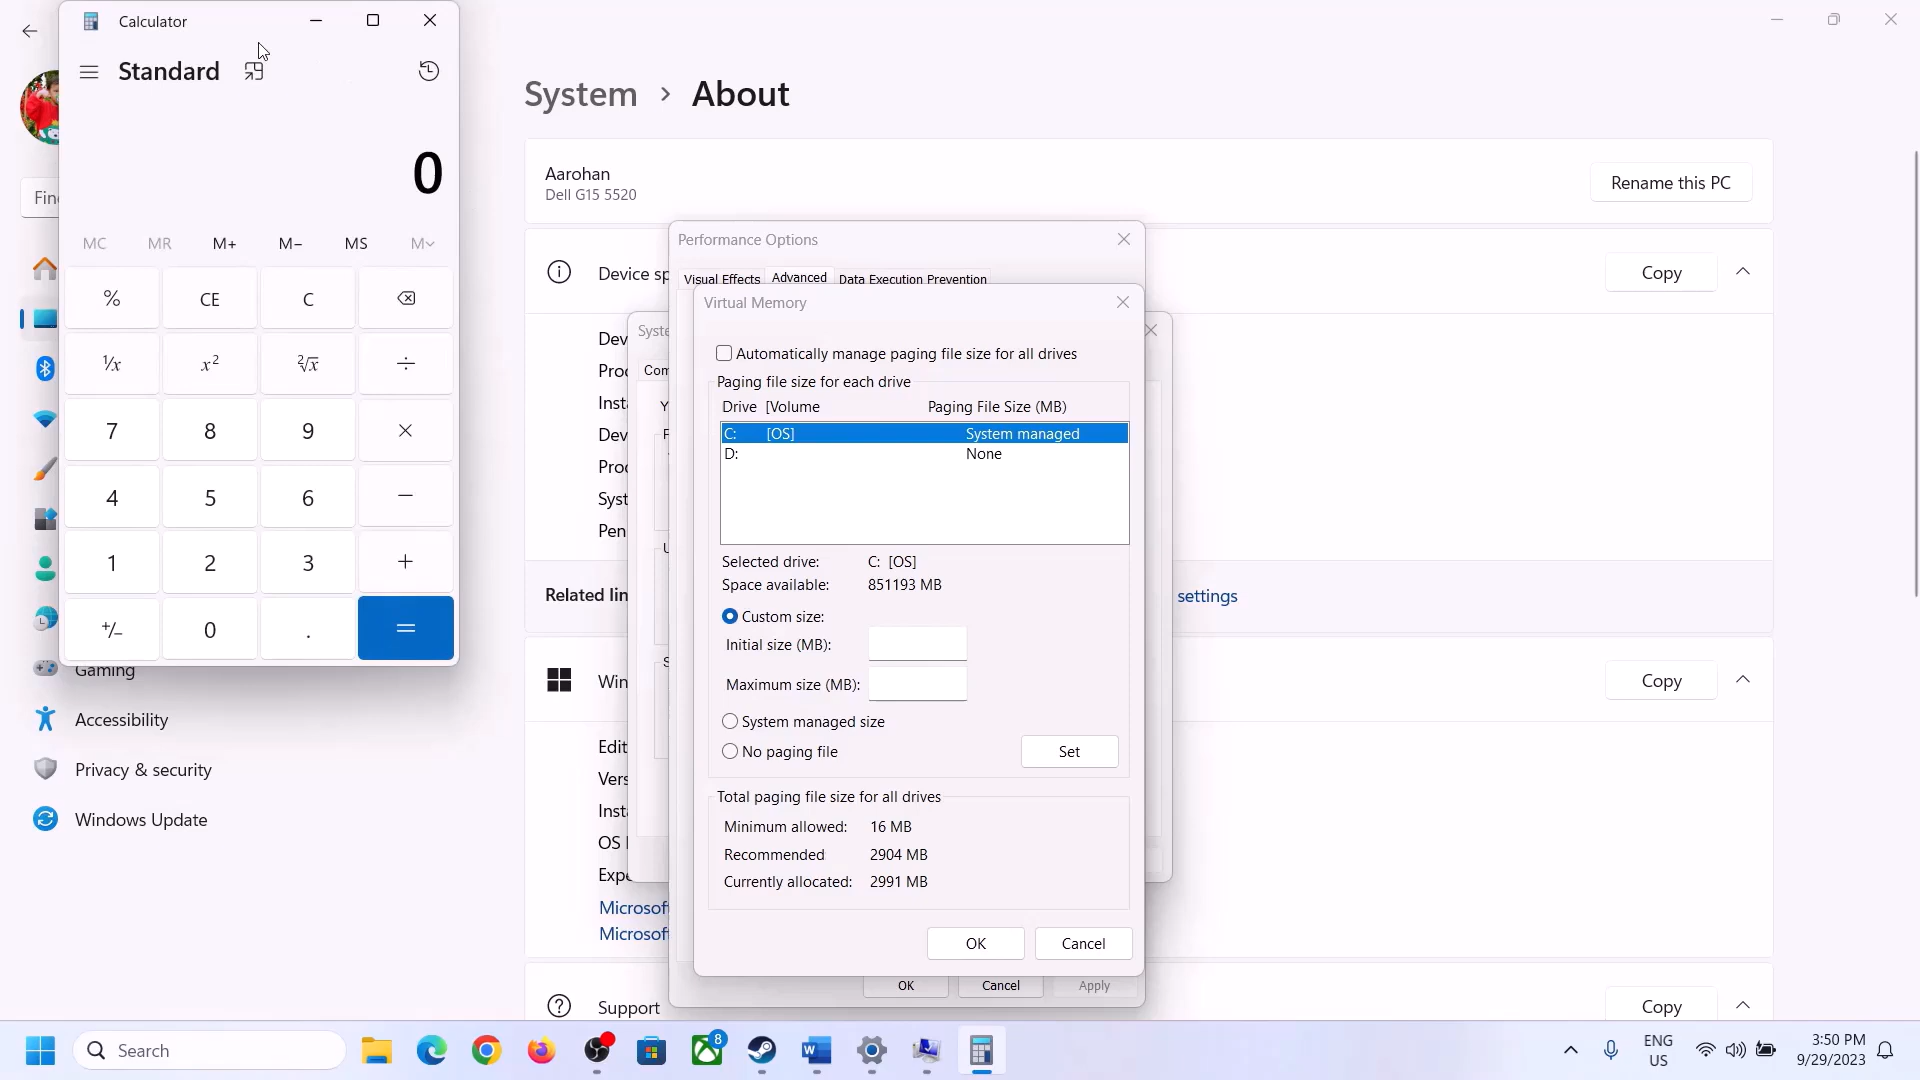 Calculator
Standard
0
MC MR M+ M− MS M
% CE C
⅟x x² ²√x ÷
7 8 9 ×
4 5 6 −
1 2 3 +
+/− 0 . =
Gaming
Accessibility
Privacy & security
Windows Update
System > About
Aarohan
Dell G15 5520
Rename this PC
Device sp
Copy
Related lin
settings
Copy
Support
Copy
Performance Options
Visual Effects Advanced Data Execution Prevention
Virtual Memory
Automatically manage paging file size for all drives
Paging file size for each drive
Drive [Volume Paging File Size (MB)
C: [OS] System managed
D: None
Selected drive: C: [OS]
Space available: 851193 MB
Custom size:
Initial size (MB):
Maximum size (MB):
System managed size
No paging file
Set
Total paging file size for all drives
Minimum allowed: 16 MB
Recommended 2904 MB
Currently allocated: 2991 MB
OK Cancel
OK Cancel Apply
Search
8
ENG
US
3:50 PM
9/29/2023